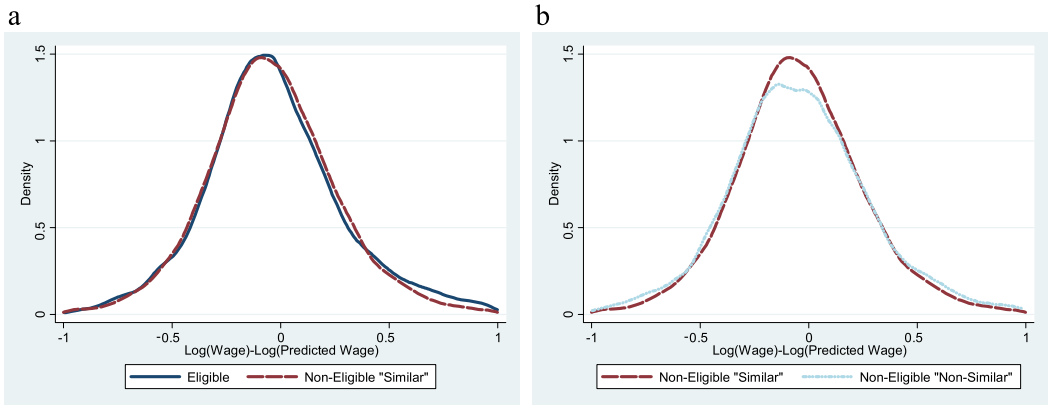 a
1.5
1
0.5
0
Density
-1 -0.5 0 0.5 1
Log(Wage)-Log(Predicted Wage)
Eligible Non-Eligible "Similar"
b
1.5
1
0.5
0
Density
-1 -0.5 0 0.5 1
Log(Wage)-Log(Predicted Wage)
Non-Eligible "Similar" Non-Eligible "Non-Similar"